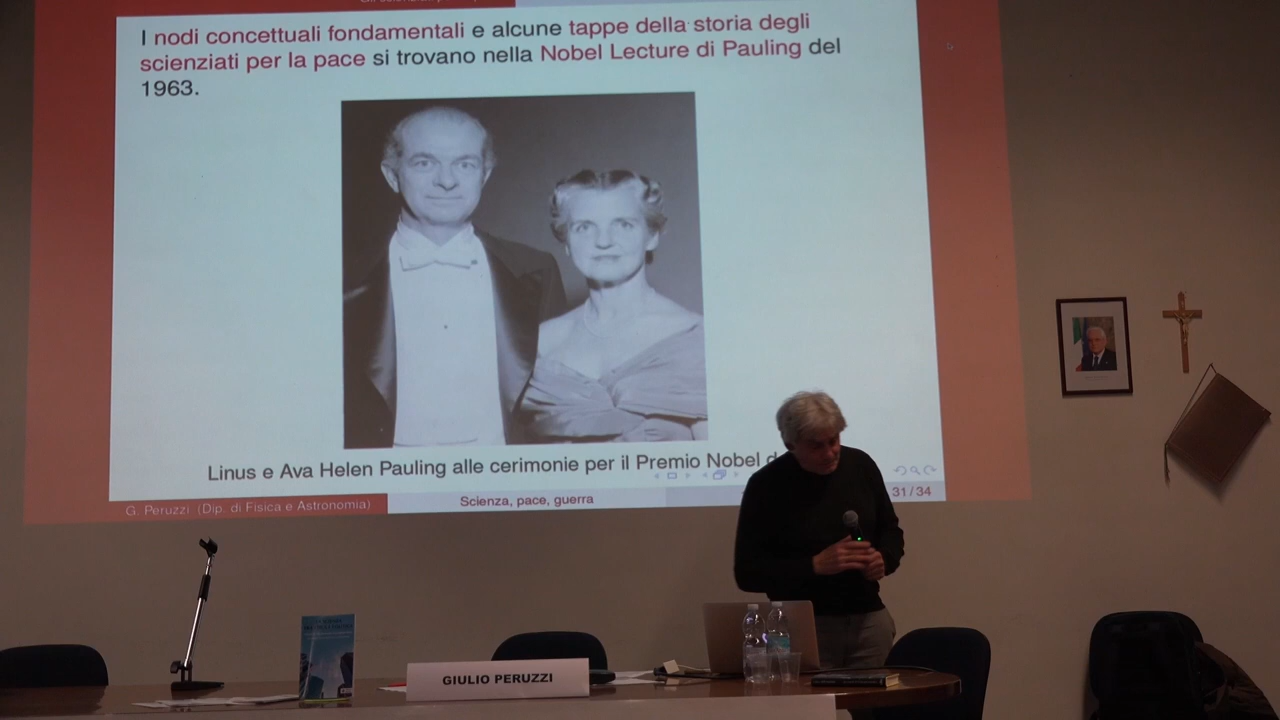 I nodi concettuali fondamentali e alcune tappe della storia degli
scienziati per la pace si trovano nella Nobel Lecture di Pauling del
1963.
Linus e Ava Helen Pauling alle cerimonie per il Premio Nobel d
G. Peruzzi (Dip. di Fisica e Astronomia)
Scienza, pace, guerra
31/34
GIULIO PERUZZI